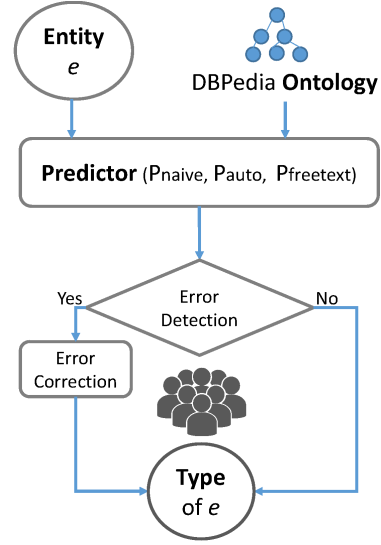 Entity
e
DBPedia Ontology
Predictor (Pnaive, Pauto, Pfreetext)
Yes
Error
Detection
No
Error
Correction
Type
of e